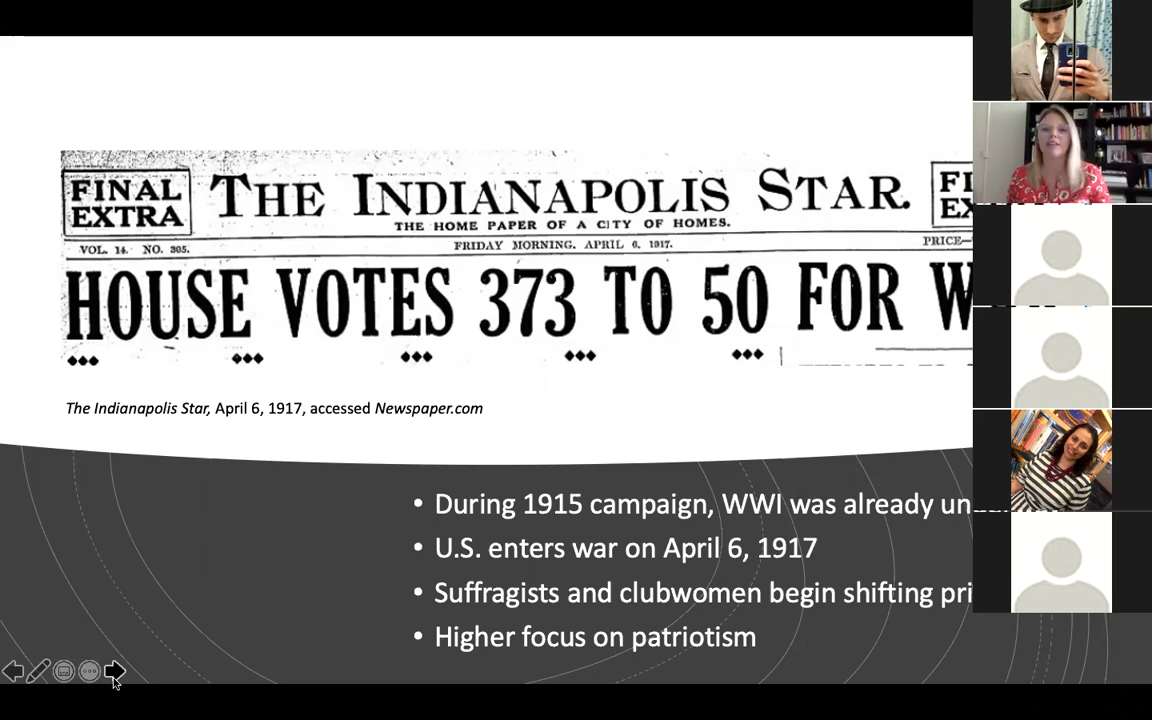 FINAL
EXTRA
THE INDIANAPOLIS STAR.
THE HOME PAPER OF A CITY OF HOMES.
VOL. 14. NO. 305.
FRIDAY MORNING, APRIL 6, 1917.
PRICE—
HOUSE VOTES 373 TO 50 FOR W
The Indianapolis Star, April 6, 1917, accessed Newspaper.com
• During 1915 campaign, WWI was already un
• U.S. enters war on April 6, 1917
• Suffragists and clubwomen begin shifting pri
• Higher focus on patriotism